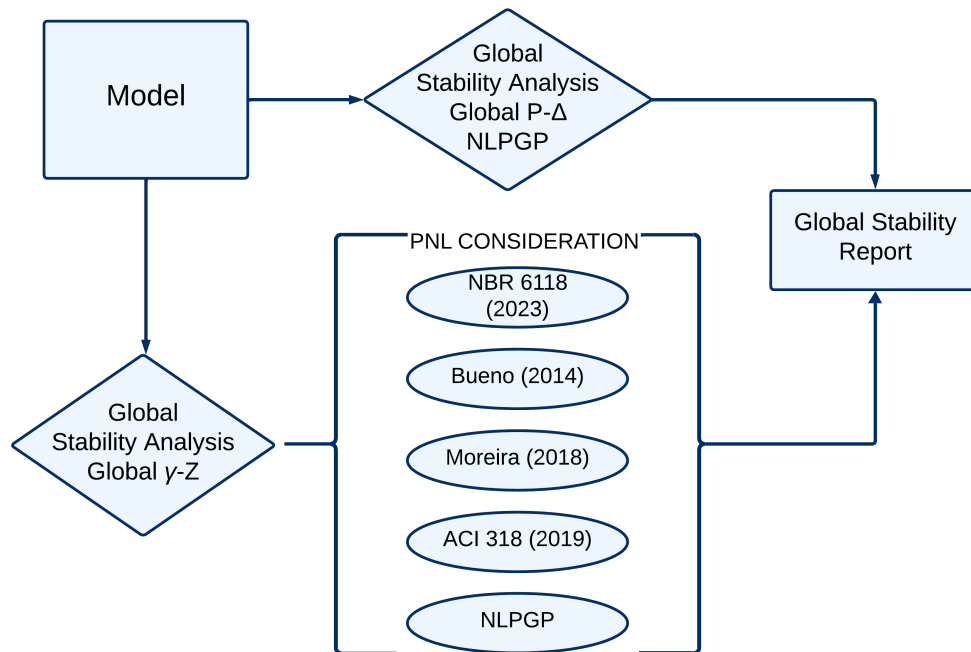 Model
Global
Stability Analysis
Global P-Δ
NLPGP
Global Stability
Report
PNL CONSIDERATION
NBR 6118
(2023)
Bueno (2014)
Moreira (2018)
ACI 318 (2019)
NLPGP
Global
Stability Analysis
Global γ-Z